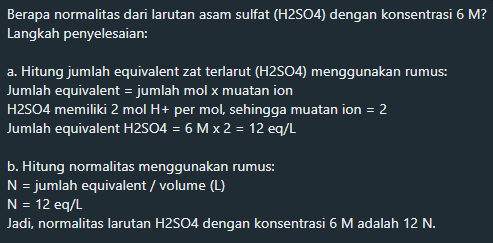 Berapa normalitas dari larutan asam sulfat (H2SO4) dengan konsentrasi 6 M?
Langkah penyelesaian:
a. Hitung jumlah equivalent zat terlarut (H2SO4) menggunakan rumus:
Jumlah equivalent = jumlah mol x muatan ion
H2SO4 memiliki 2 mol H+ per mol, sehingga muatan ion = 2
Jumlah equivalent H2SO4 = 6 M x 2 = 12 eq/L
b. Hitung normalitas menggunakan rumus:
N = jumlah equivalent / volume (L)
N = 12 eq/L
Jadi, normalitas larutan H2SO4 dengan konsentrasi 6 M adalah 12 N.